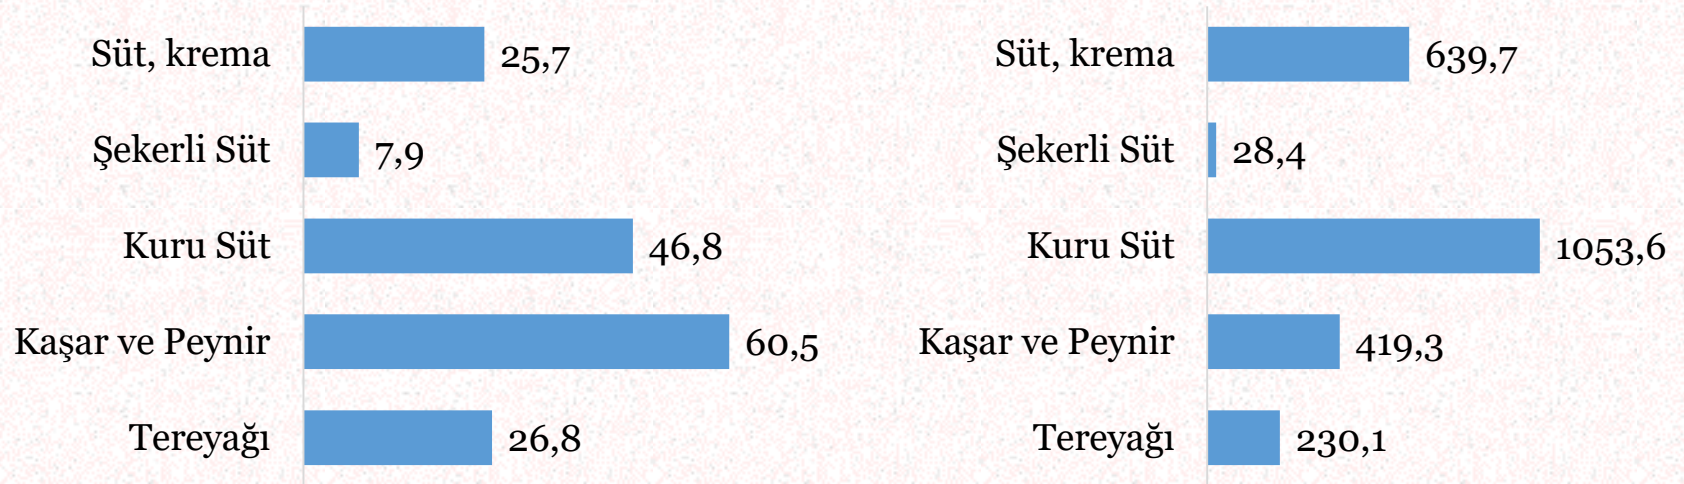 Süt, krema 25,7
Şekerli Süt 7,9
Kuru Süt 46,8
Kaşar ve Peynir 60,5
Tereyağı 26,8
Süt, krema 639,7
Şekerli Süt 28,4
Kuru Süt 1053,6
Kaşar ve Peynir 419,3
Tereyağı 230,1